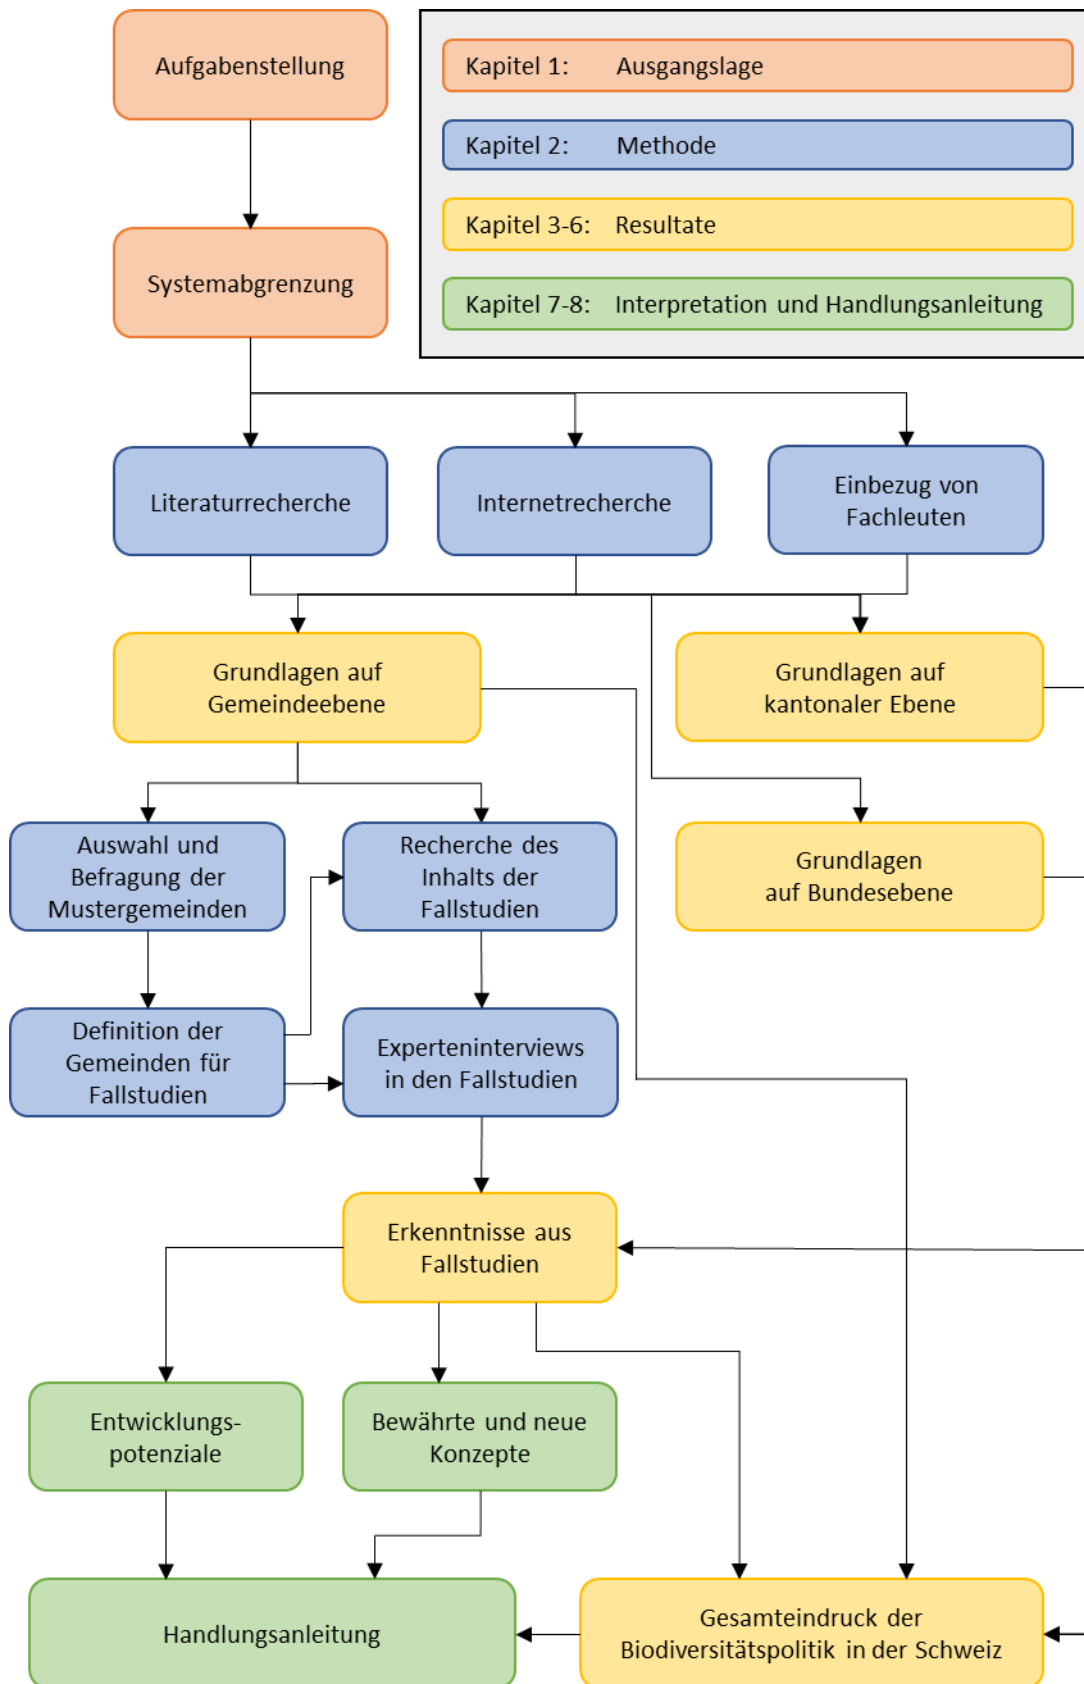 Aufgabenstellung
Kapitel 1: Ausgangslage
Kapitel 2: Methode
Kapitel 3-6: Resultate
Kapitel 7-8: Interpretation und Handlungsanleitung
Systemabgrenzung
Literaturrecherche
Internetrecherche
Einbezug von
Fachleuten
Grundlagen auf
Gemeindeebene
Grundlagen auf
kantonaler Ebene
Auswahl und
Befragung der
Mustergemeinden
Recherche des
Inhalts der
Fallstudien
Grundlagen
auf Bundesebene
Definition der
Gemeinden für
Fallstudien
Experteninterviews
in den Fallstudien
Erkenntnisse aus
Fallstudien
Entwicklungs-
potenziale
Bewährte und neue
Konzepte
Handlungsanleitung
Gesamteindruck der
Biodiversitätspolitik in der Schweiz